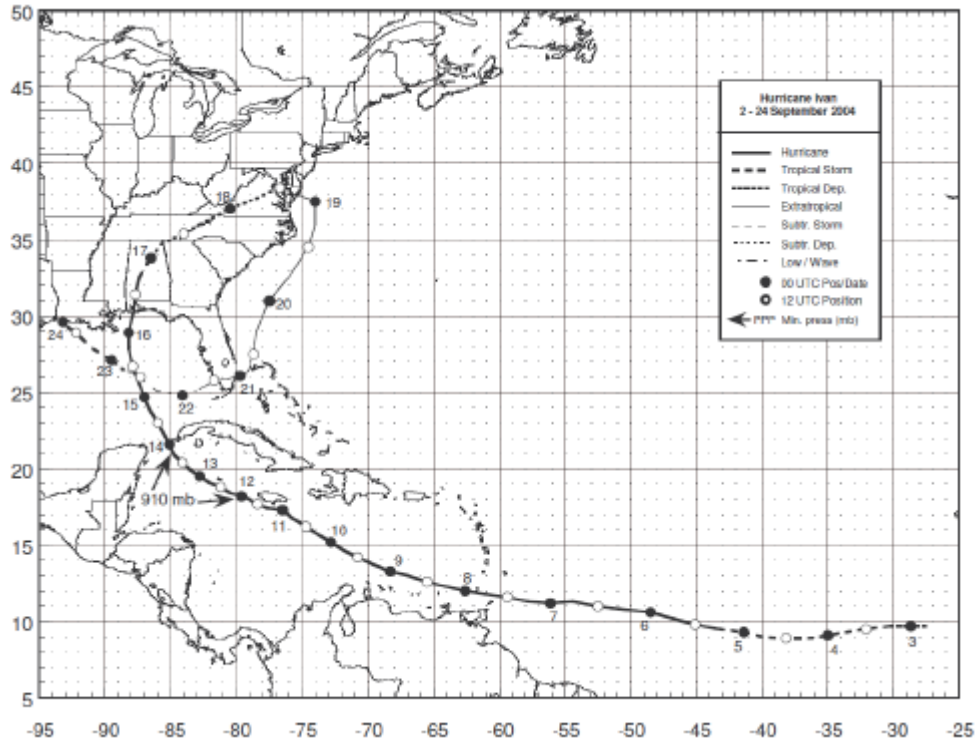 50
45
40
35
30
25
20
15
10
5
-95 -90 -85 -80 -75 -70 -65 -60 -55 -50 -45 -40 -35 -30 -25
Hurricane Ivan
2 - 24 September 2004
Hurricane
Tropical Storm
Tropical Dep.
Extratropical
Subtr. Storm
Subtr. Dep.
Low / Wave
00 UTC Pos/Date
12 UTC Position
PPP Min. press (mb)
18
19
17
20
24
16
23
21
15
22
14
13
12
910 mb
11
10
9
8
7
6
5
4
3